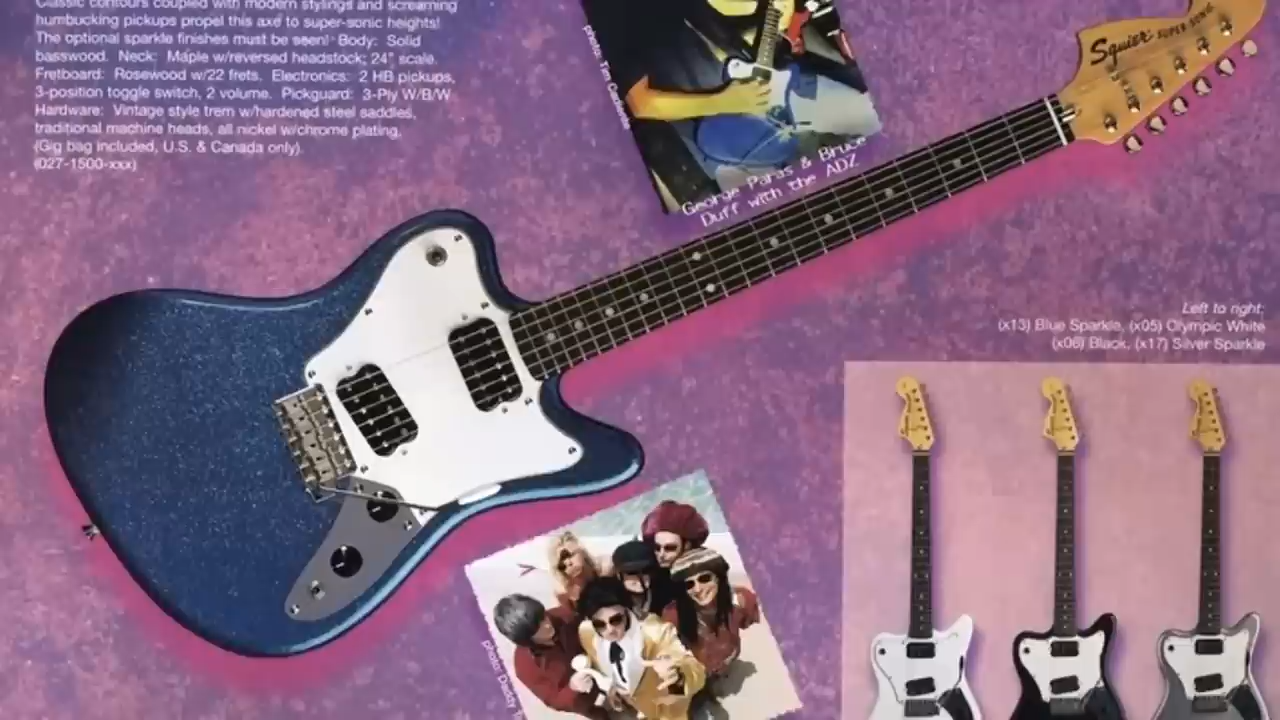 Classic contours coupled with modern stylings and screaming
humbucking pickups propel this axe to super-sonic heights!
The optional sparkle finishes must be seen! Body: Solid
basswood. Neck: Maple w/reversed headstock; 24" scale.
Fretboard: Rosewood w/22 frets. Electronics: 2 HB pickups,
3-position toggle switch, 2 volume. Pickguard: 3-Ply W/B/W
Hardware: Vintage style trem w/hardened steel saddles,
traditional machine heads, all nickel w/chrome plating.
(Gig bag included, U.S. & Canada only).
(027-1500-xxx)
photo: Tim
George Panas & Bruce
Duff with the ADZ
Squier SUPER-SONIC
Left to right:
(x13) Blue Sparkle, (x05) Olympic White
(x06) Black, (x17) Silver Sparkle
photo: Daddy